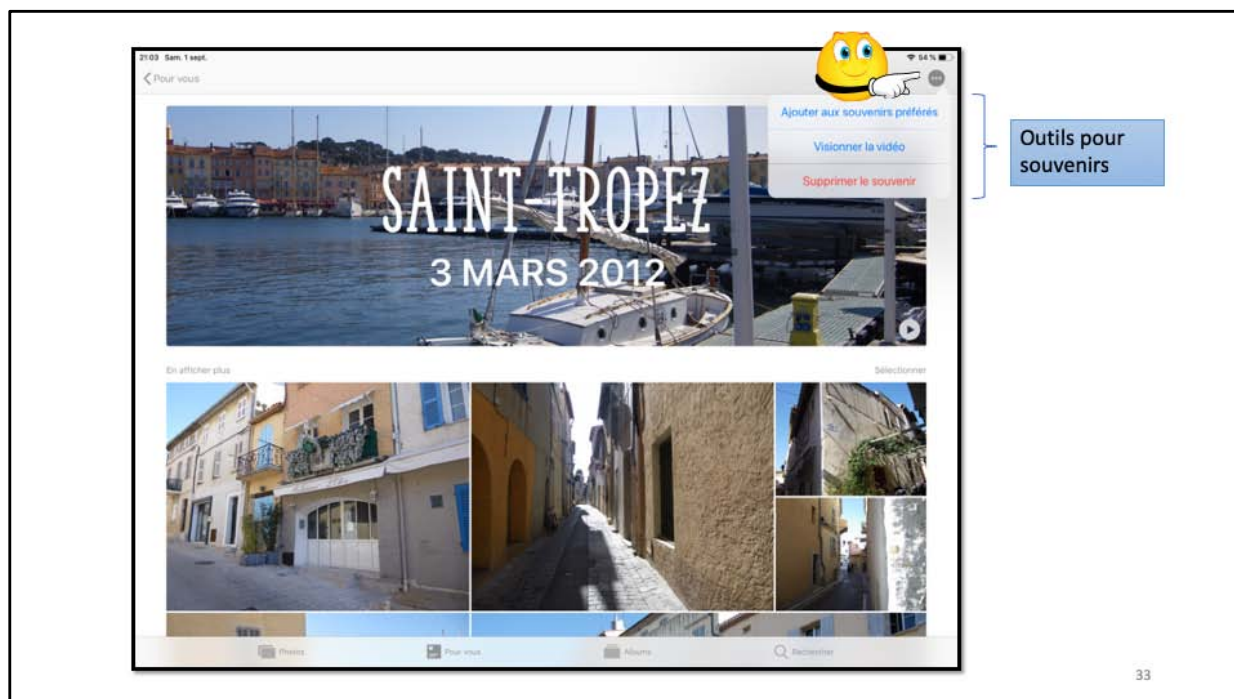 21:03 Sam. 1 sept.
54 %
Pour vous
Ajouter aux souvenirs préférés
Visionner la vidéo
Supprimer le souvenir
Outils pour
souvenirs
SAINT-TROPEZ
3 MARS 2012
En afficher plus
Sélectionner
Photos
Pour vous
Albums
Rechercher
33